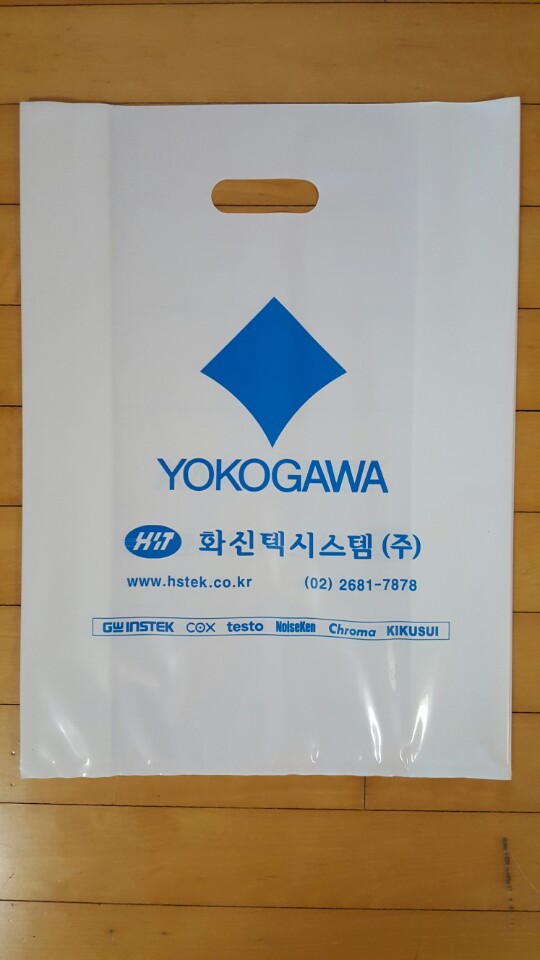 YOKOGAWA
HIT 화신텍시스템 (주)
www.hstek.co.kr (02) 2681-7878
GWINSTEK COX testo NoiseKen Chroma KIKUSUI